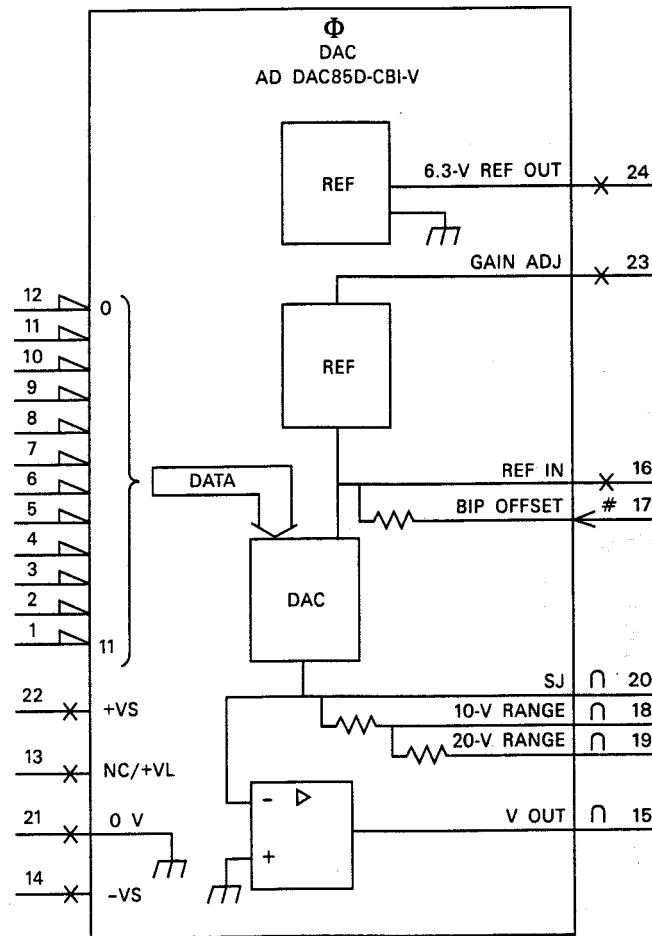 Φ
DAC
AD DAC85D-CBI-V
REF
6.3-V REF OUT 24
GAIN ADJ 23
REF
12 0
11
10
9
8
7
6
5
4
3
2
1 11
DATA
REF IN 16
BIP OFFSET # 17
DAC
SJ ∩ 20
10-V RANGE ∩ 18
20-V RANGE ∩ 19
22 +VS
13 NC/+VL
21 0 V
14 -VS
-
+
V OUT ∩ 15